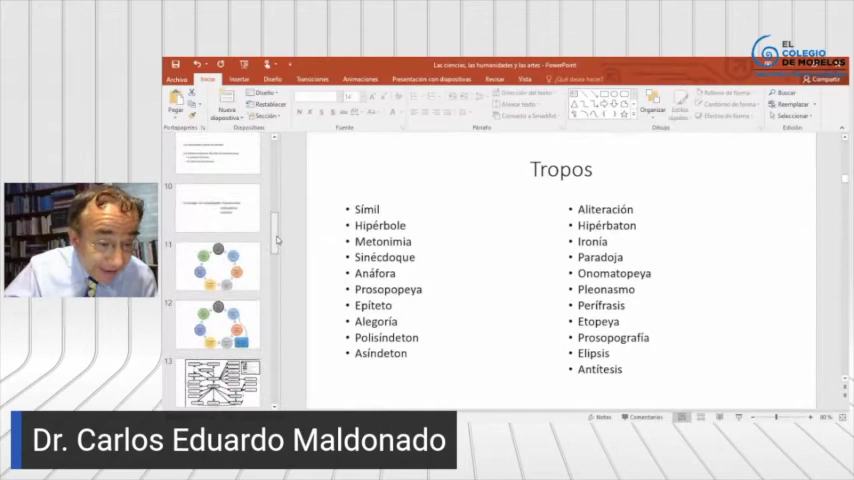 EL
COLEGIO
DE MORELOS
Las ciencias, las humanidades y las artes - PowerPoint
Archivo Inicio Insertar Diseño Transiciones Animaciones Presentación con diapositivas Revisar Vista ¿Qué desea hacer? Compartir
Pegar
Nueva diapositiva
Diseño
Restablecer
Sección
14
N K S
Dirección del texto
Alinear texto
Convertir a SmartArt
Organizar
Estilos rápidos
Relleno de forma
Contorno de forma
Efectos de forma
Buscar
Reemplazar
Seleccionar
Portapapeles Diapositivas Fuente Párrafo Dibujo Edición
10
11
12
13
Tropos
• Símil
• Hipérbole
• Metonimia
• Sinécdoque
• Anáfora
• Prosopopeya
• Epíteto
• Alegoría
• Polisíndeton
• Asíndeton
• Aliteración
• Hipérbaton
• Ironía
• Paradoja
• Onomatopeya
• Pleonasmo
• Perífrasis
• Etopeya
• Prosopografía
• Elipsis
• Antítesis
Notas Comentarios 80%
Dr. Carlos Eduardo Maldonado